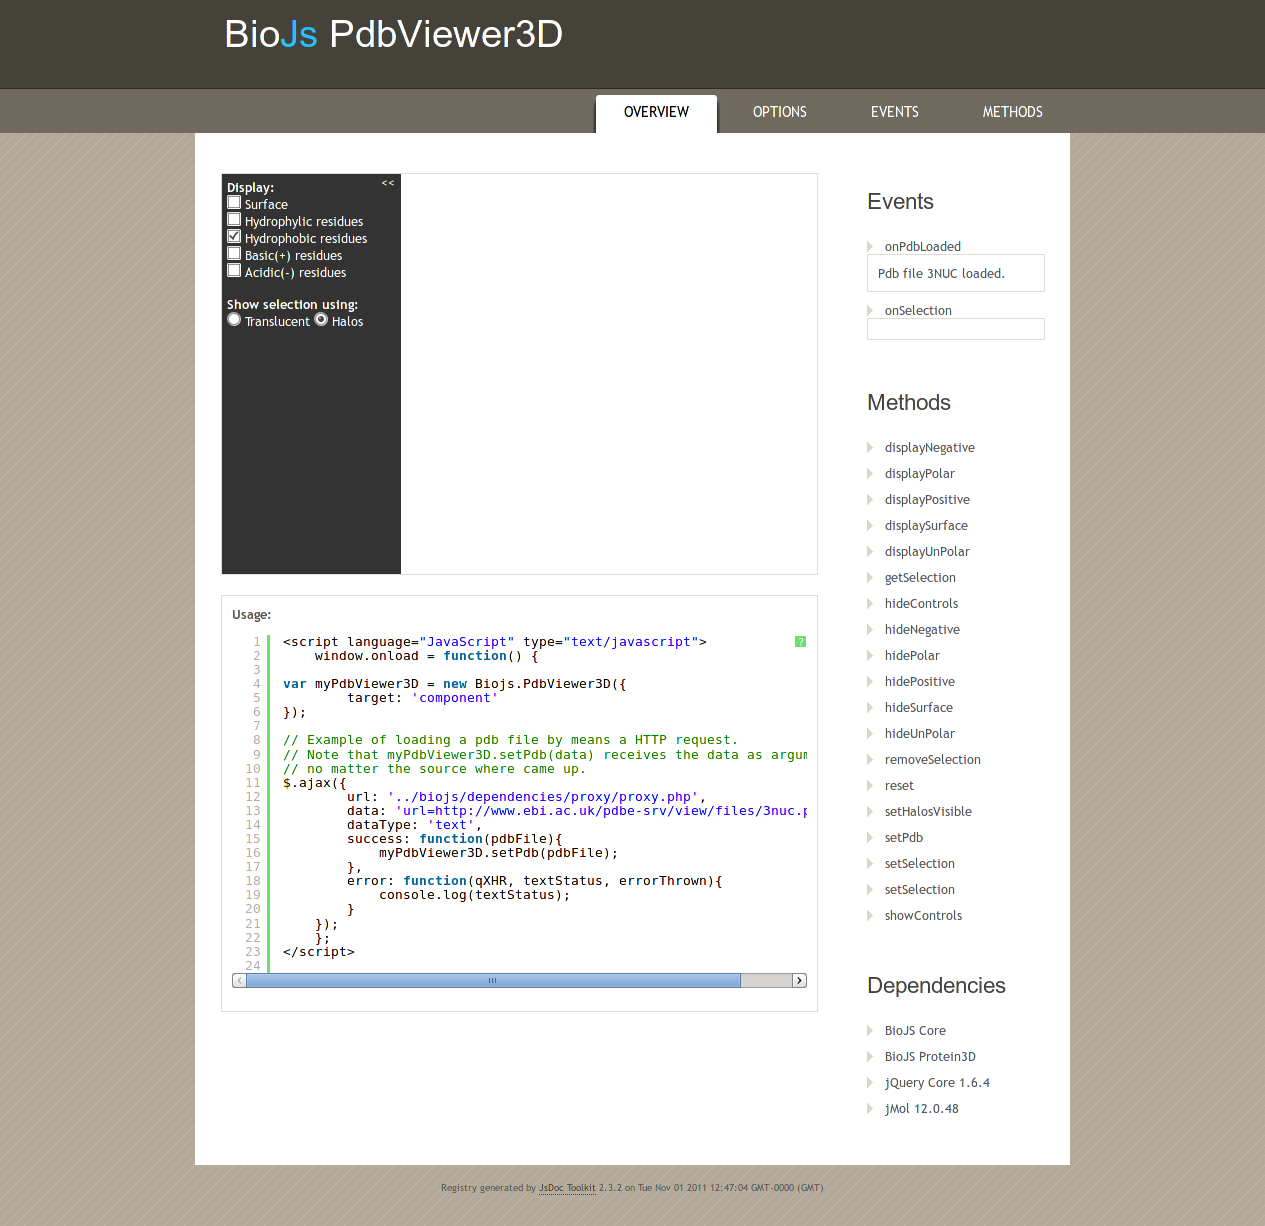 BioJs PdbViewer3D
OVERVIEW
OPTIONS
EVENTS
METHODS
Display:
<<
Surface
Hydrophylic residues
Hydrophobic residues
Basic(+) residues
Acidic(-) residues
Show selection using:
Translucent Halos
Usage:
?
1 <script language="JavaScript" type="text/javascript">
2 window.onload = function() {
3
4 var myPdbViewer3D = new Biojs.PdbViewer3D({
5 target: 'component'
6 });
7
8 // Example of loading a pdb file by means a HTTP request.
9 // Note that myPdbViewer3D.setPdb(data) receives the data as argum
10 // no matter the source where came up.
11 $.ajax({
12 url: '../biojs/dependencies/proxy/proxy.php',
13 data: 'url=http://www.ebi.ac.uk/pdbe-srv/view/files/3nuc.p
14 dataType: 'text',
15 success: function(pdbFile){
16 myPdbViewer3D.setPdb(pdbFile);
17 },
18 error: function(qXHR, textStatus, errorThrown){
19 console.log(textStatus);
20 }
21 });
22 };
23 </script>
24
Events
onPdbLoaded
Pdb file 3NUC loaded.
onSelection
Methods
displayNegative
displayPolar
displayPositive
displaySurface
displayUnPolar
getSelection
hideControls
hideNegative
hidePolar
hidePositive
hideSurface
hideUnPolar
removeSelection
reset
setHalosVisible
setPdb
setSelection
setSelection
showControls
Dependencies
BioJS Core
BioJS Protein3D
jQuery Core 1.6.4
jMol 12.0.48
Registry generated by JsDoc Toolkit 2.3.2 on Tue Nov 01 2011 12:47:04 GMT-0000 (GMT)